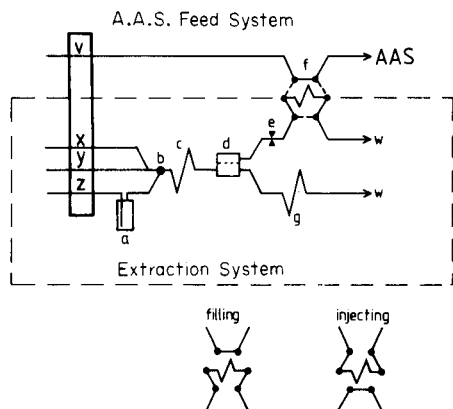 A.A.S. Feed System
v
f
AAS
e
x
c
d
w
y
b
z
w
a
g
Extraction System
filling
injecting